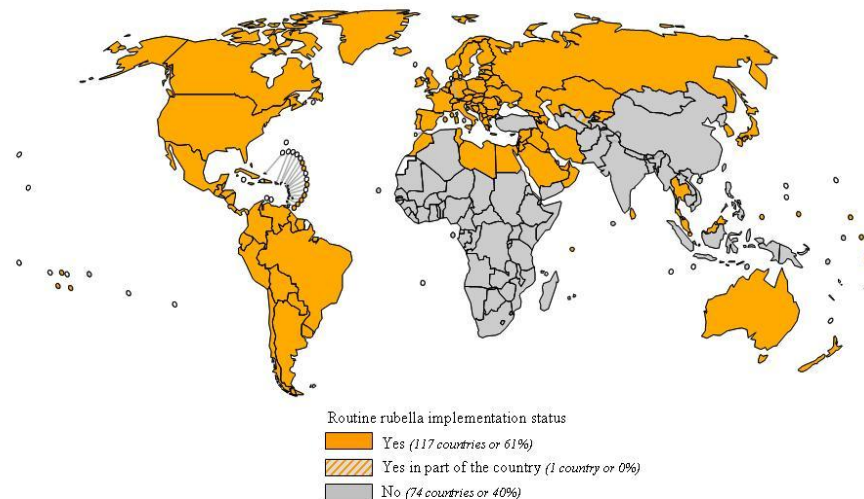 Routine rubella implementation status
Yes (117 countries or 61%)
Yes in part of the country (1 country or 0%)
No (74 countries or 40%)